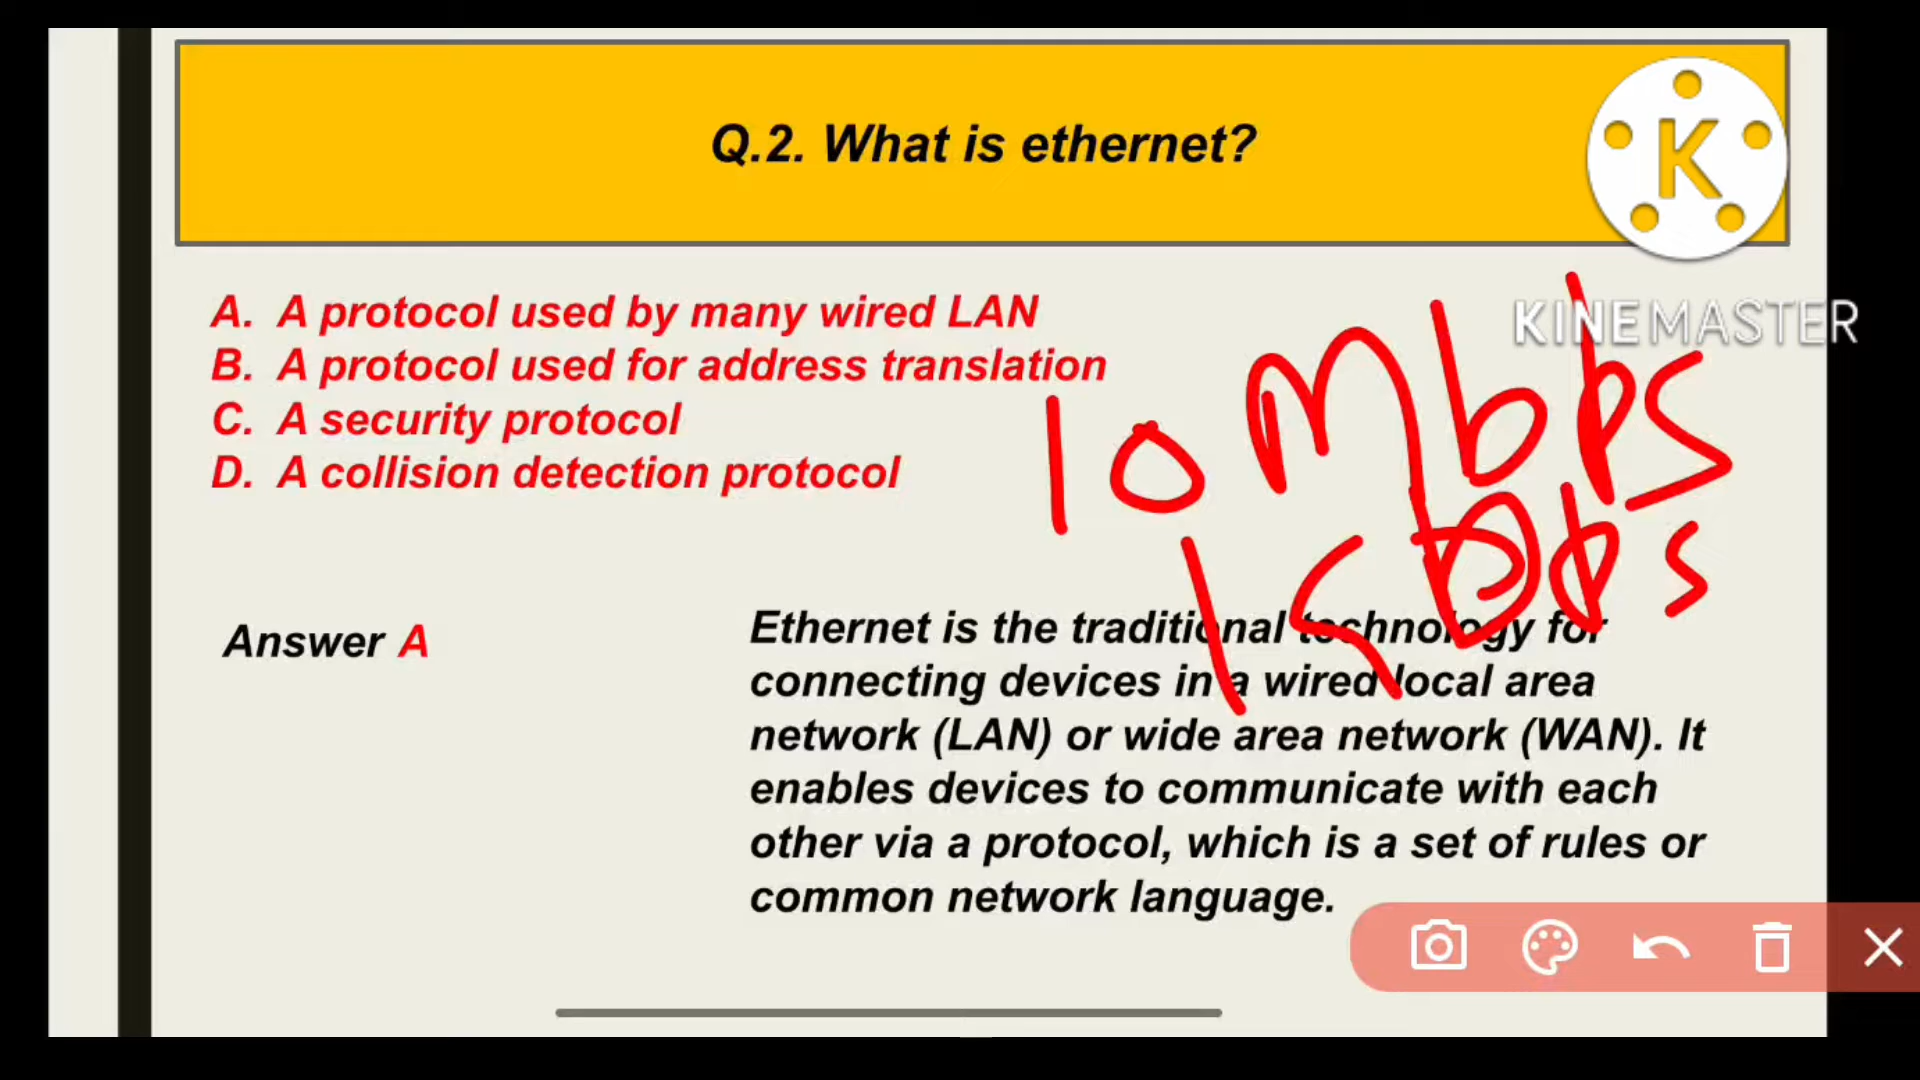 Q.2. What is ethernet?
K
KINEMASTER
A. A protocol used by many wired LAN
B. A protocol used for address translation
C. A security protocol
D. A collision detection protocol
10 Mbps
Answer A
Ethernet is the traditional technology for
connecting devices in a wired local area
network (LAN) or wide area network (WAN). It
enables devices to communicate with each
other via a protocol, which is a set of rules or
common network language.